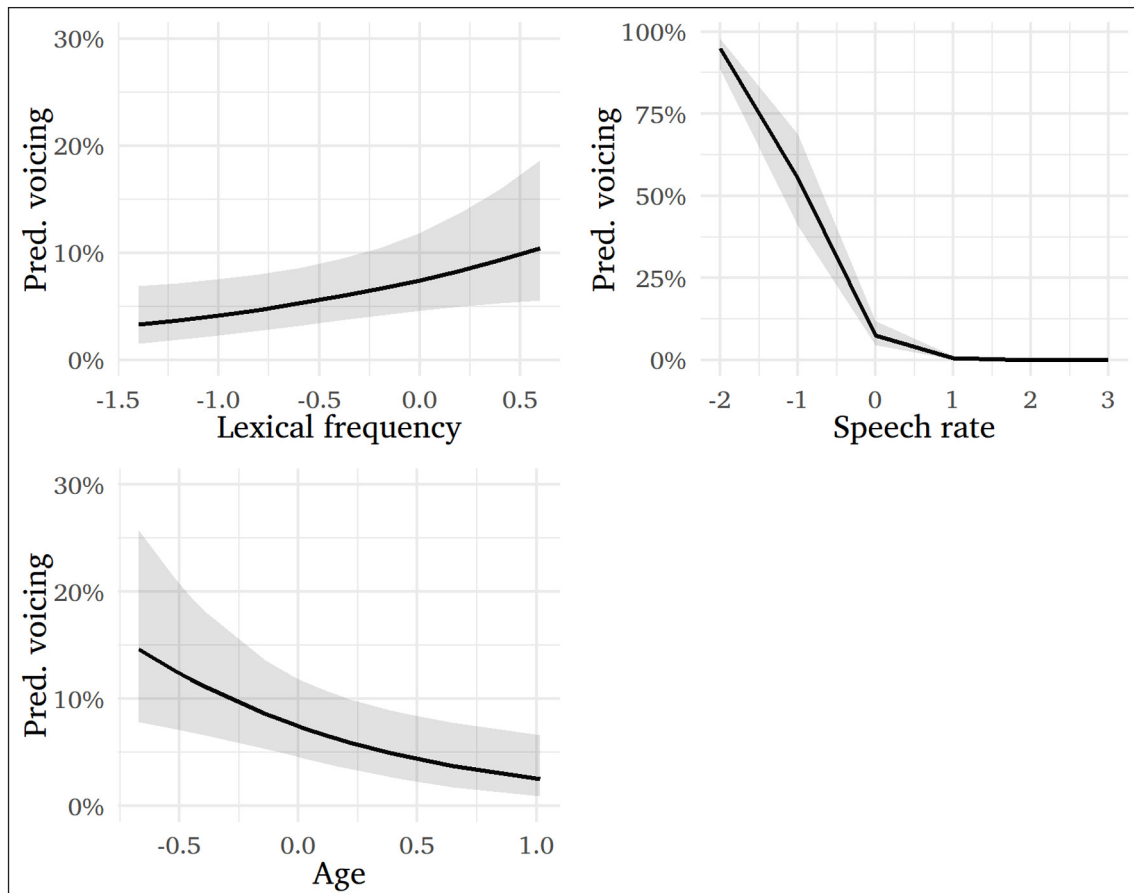 Pred. voicing
30%
20%
10%
0%
-1.5 -1.0 -0.5 0.0 0.5
Lexical frequency
Pred. voicing
100%
75%
50%
25%
0%
-2 -1 0 1 2 3
Speech rate
Pred. voicing
30%
20%
10%
0%
-0.5 0.0 0.5 1.0
Age